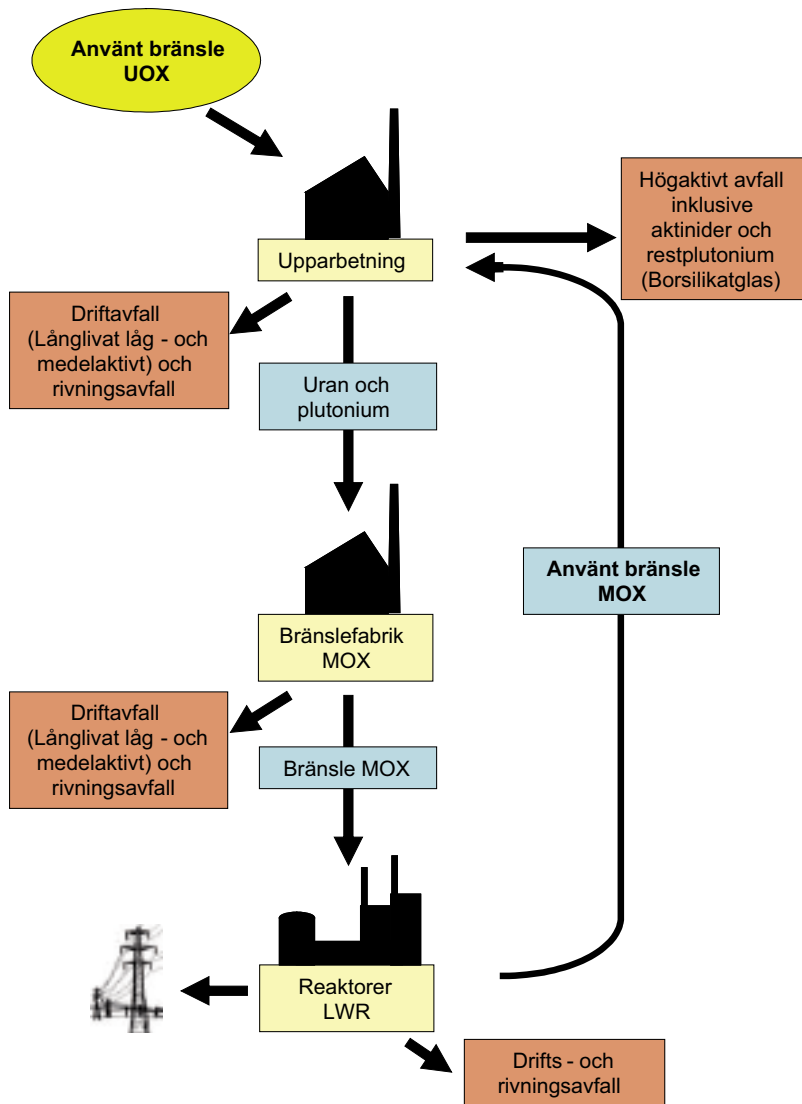 Använt bränsle
UOX
Högaktivt avfall
inklusive
aktinider och
restplutonium
(Borsilikatglas)
Upparbetning
Driftavfall
(Långlivat låg - och
medelaktivt) och
rivningsavfall
Uran och
plutonium
Använt bränsle
MOX
Bränslefabrik
MOX
Driftavfall
(Långlivat låg - och
medelaktivt) och
rivningsavfall
Bränsle MOX
Reaktorer
LWR
Drifts - och
rivningsavfall